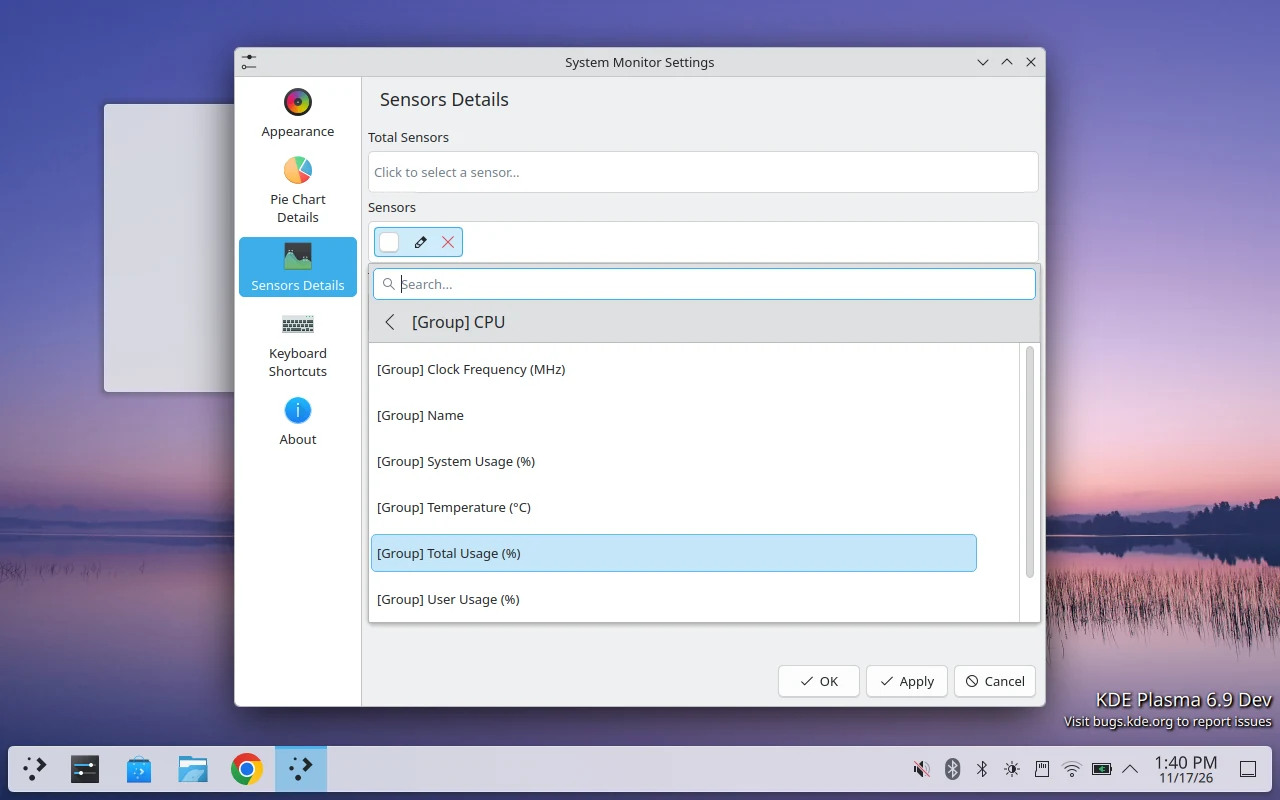 System Monitor Settings
Appearance
Pie Chart
Details
Sensors Details
Keyboard
Shortcuts
About
Sensors Details
Total Sensors
Click to select a sensor...
Sensors
Search...
[Group] CPU
[Group] Clock Frequency (MHz)
[Group] Name
[Group] System Usage (%)
[Group] Temperature (°C)
[Group] Total Usage (%)
[Group] User Usage (%)
OK
Apply
Cancel
KDE Plasma 6.9 Dev
Visit bugs.kde.org to report issues
1:40 PM
11/17/26